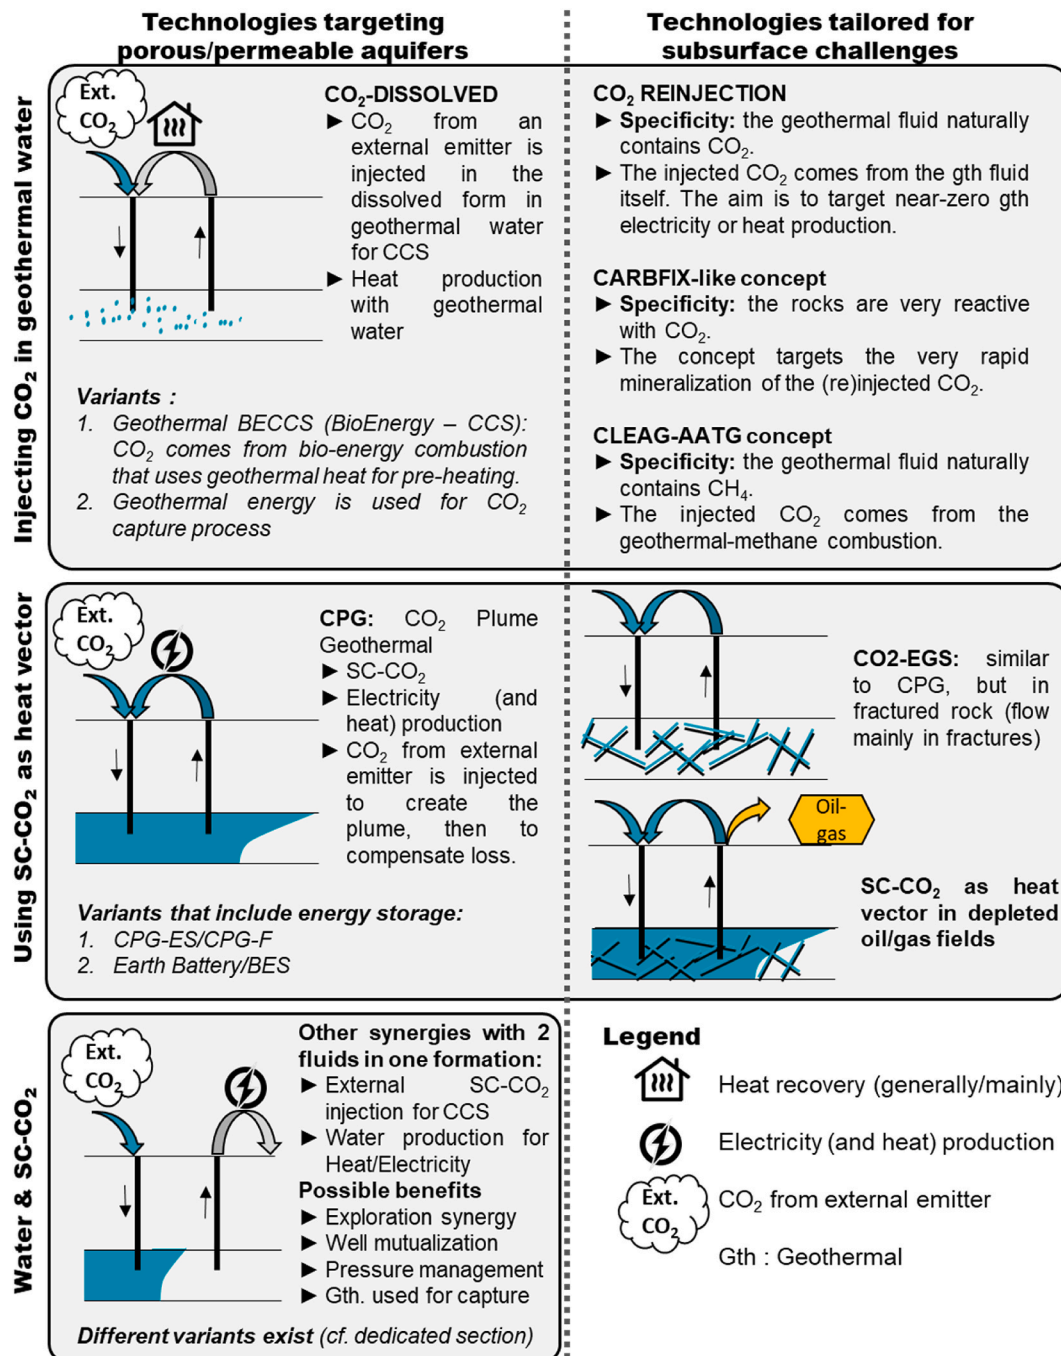 Technologies targeting
porous/permeable aquifers
Technologies tailored for
subsurface challenges
Injecting CO₂ in geothermal water
Ext.
CO₂
CO₂-DISSOLVED
► CO₂ from an
external emitter is
injected in the
dissolved form in
geothermal water
for CCS
► Heat production
with geothermal
water
Variants :
1. Geothermal BECCS (BioEnergy – CCS):
CO₂ comes from bio-energy combustion
that uses geothermal heat for pre-heating.
2. Geothermal energy is used for CO₂
capture process
CO₂ REINJECTION
► Specificity: the geothermal fluid naturally
contains CO₂.
► The injected CO₂ comes from the gth fluid
itself. The aim is to target near-zero gth
electricity or heat production.
CARBFIX-like concept
► Specificity: the rocks are very reactive
with CO₂.
► The concept targets the very rapid
mineralization of the (re)injected CO₂.
CLEAG-AATG concept
► Specificity: the geothermal fluid naturally
contains CH₄.
► The injected CO₂ comes from the
geothermal-methane combustion.
Using SC-CO₂ as heat vector
Ext.
CO₂
CPG: CO₂ Plume
Geothermal
► SC-CO₂
► Electricity (and
heat) production
► CO₂ from external
emitter is injected
to create the
plume, then to
compensate loss.
Variants that include energy storage:
1. CPG-ES/CPG-F
2. Earth Battery/BES
CO2-EGS: similar
to CPG, but in
fractured rock (flow
mainly in fractures)
Oil-
gas
SC-CO₂ as heat
vector in depleted
oil/gas fields
Water & SC-CO₂
Ext.
CO₂
Other synergies with 2
fluids in one formation:
► External SC-CO₂
injection for CCS
► Water production for
Heat/Electricity
Possible benefits
► Exploration synergy
► Well mutualization
► Pressure management
► Gth. used for capture
Different variants exist (cf. dedicated section)
Legend
Heat recovery (generally/mainly)
Electricity (and heat) production
Ext.
CO₂
CO₂ from external emitter
Gth : Geothermal